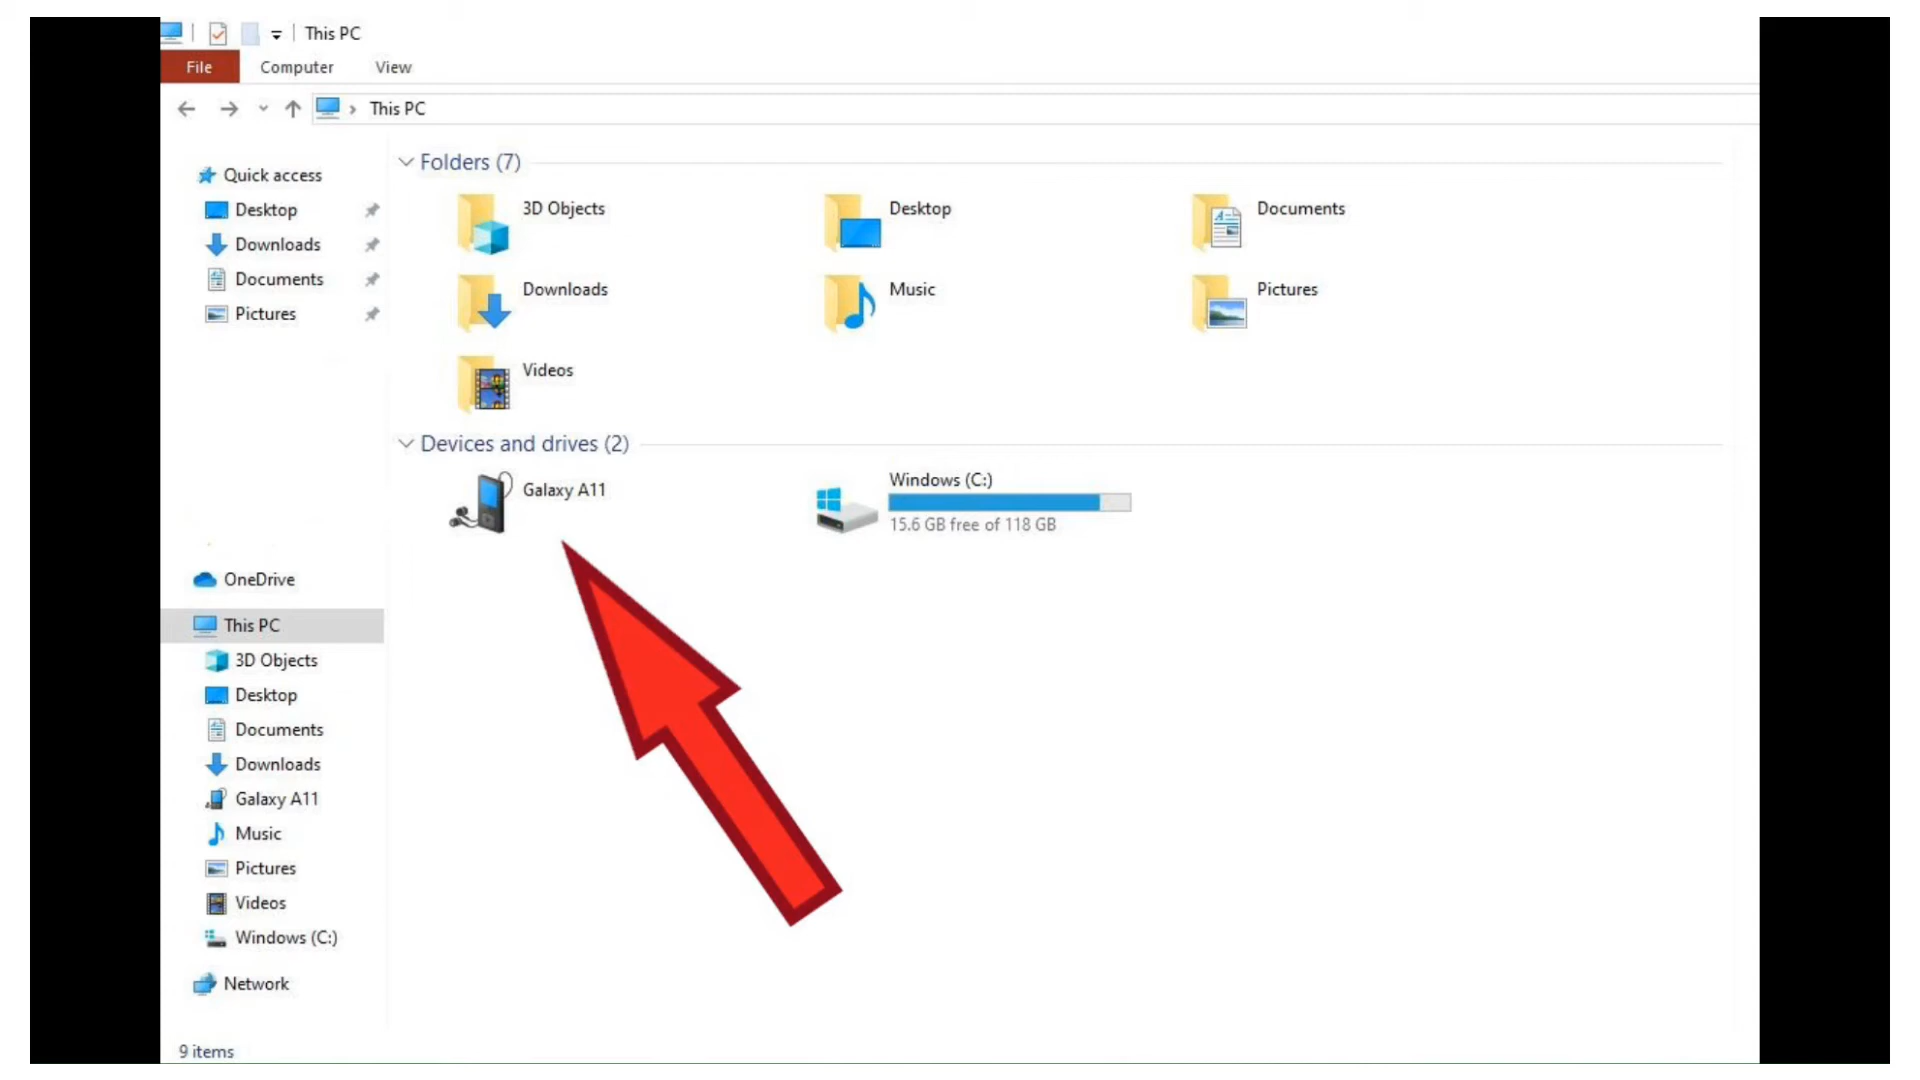 This PC
File Computer View
This PC
Quick access
Desktop
Downloads
Documents
Pictures
OneDrive
This PC
3D Objects
Desktop
Documents
Downloads
Galaxy A11
Music
Pictures
Videos
Windows (C:)
Network
Folders (7)
3D Objects
Desktop
Documents
Downloads
Music
Pictures
Videos
Devices and drives (2)
Galaxy A11
Windows (C:)
15.6 GB free of 118 GB
9 items